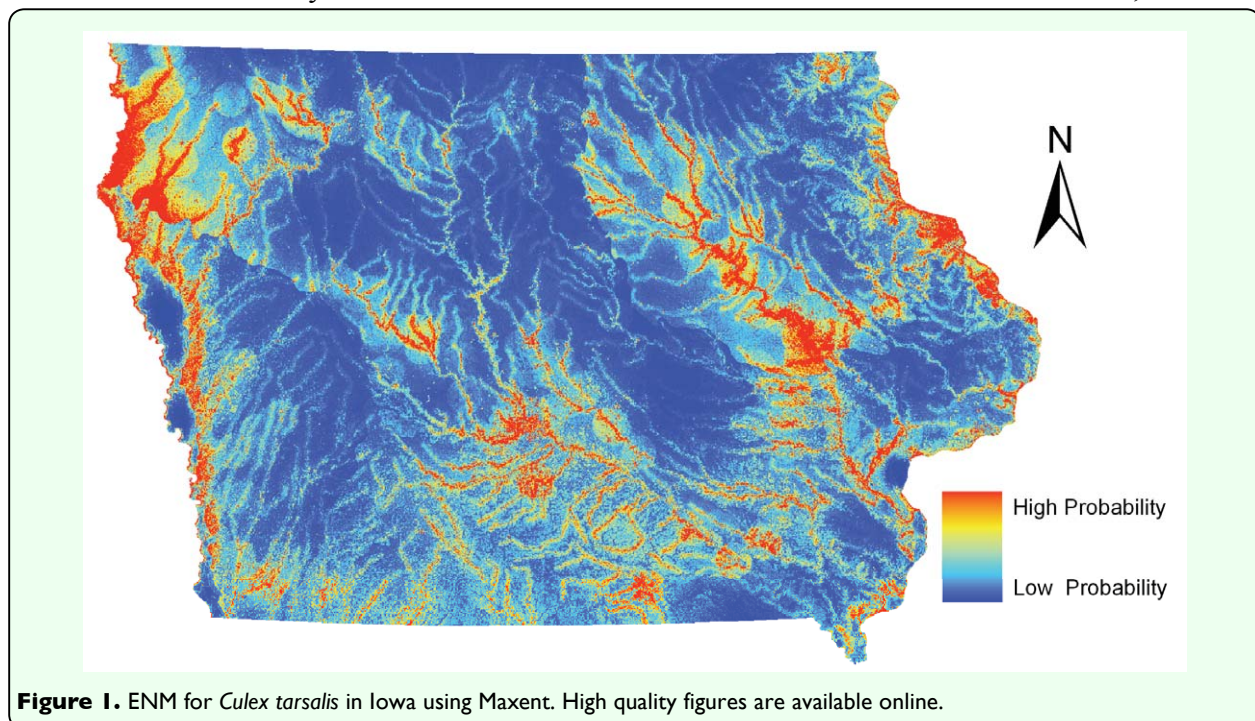 N
High Probability
Low Probability
Figure 1. ENM for Culex tarsalis in Iowa using Maxent. High quality figures are available online.